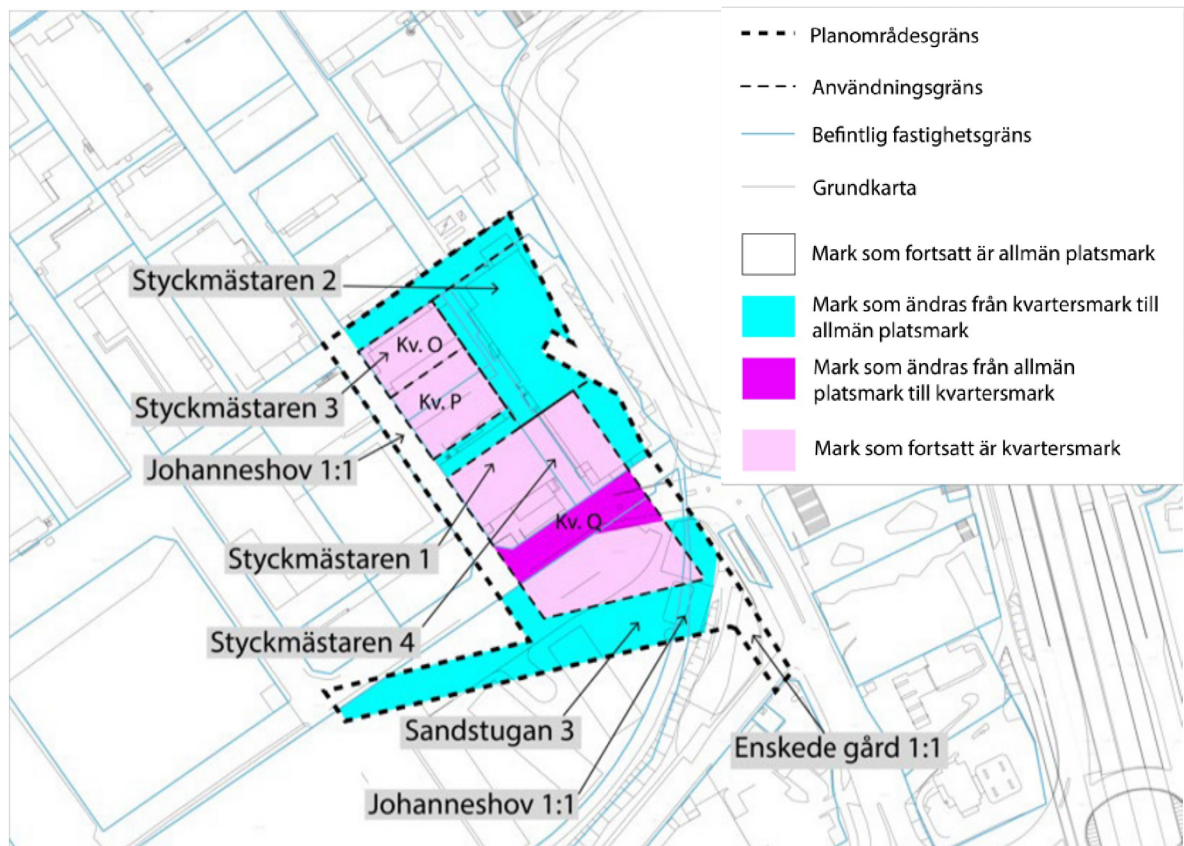 Planområdesgräns
Användningsgräns
Befintlig fastighetsgräns
Grundkarta
Mark som fortsatt är allmän platsmark
Mark som ändras från kvartersmark till
allmän platsmark
Mark som ändras från allmän
platsmark till kvartersmark
Mark som fortsatt är kvartersmark
Styckmästaren 2
Kv. O
Styckmästaren 3
Kv. P
Johanneshov 1:1
Kv. Q
Styckmästaren 1
Styckmästaren 4
Sandstugan 3
Enskede gård 1:1
Johanneshov 1:1